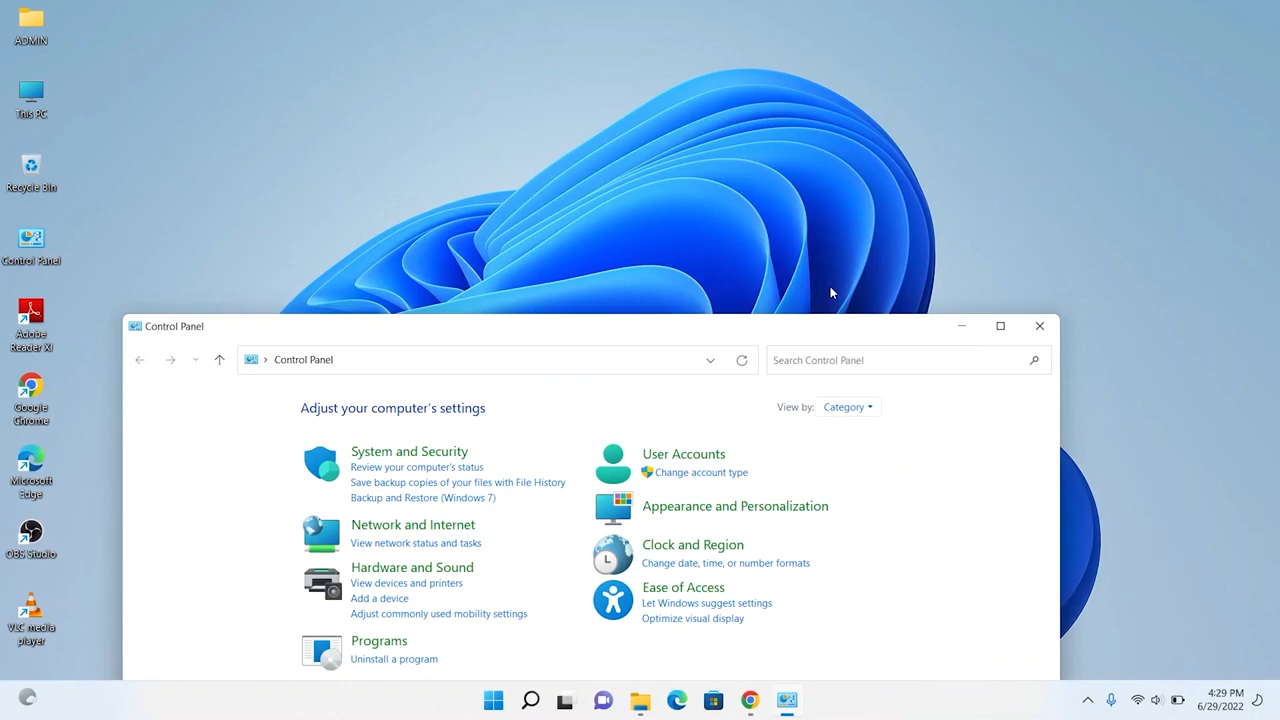 ADMIN
This PC
Recycle Bin
Control Panel
Adobe
Reader XI
Google
Chrome
Microsoft
Edge
OBS Studio
VLC media
player
Control Panel
Control Panel
Search Control Panel
Adjust your computer's settings
View by: Category
System and Security
Review your computer's status
Save backup copies of your files with File History
Backup and Restore (Windows 7)
Network and Internet
View network status and tasks
Hardware and Sound
View devices and printers
Add a device
Adjust commonly used mobility settings
Programs
Uninstall a program
User Accounts
Change account type
Appearance and Personalization
Clock and Region
Change date, time, or number formats
Ease of Access
Let Windows suggest settings
Optimize visual display
4:29 PM
6/29/2022